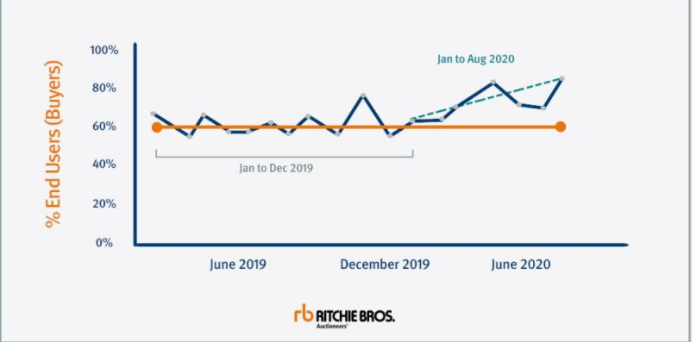 100%
80%
60%
40%
20%
0%
% End Users (Buyers)
Jan to Aug 2020
Jan to Dec 2019
June 2019
December 2019
June 2020
rb RITCHIE BROS.
Auctioneers'